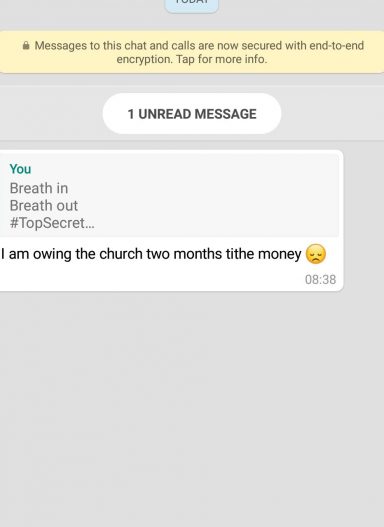 TODAY
Messages to this chat and calls are now secured with end-to-end
encryption. Tap for more info.
1 UNREAD MESSAGE
You
Breath in
Breath out
#TopSecret...
I am owing the church two months tithe money 😞
08:38